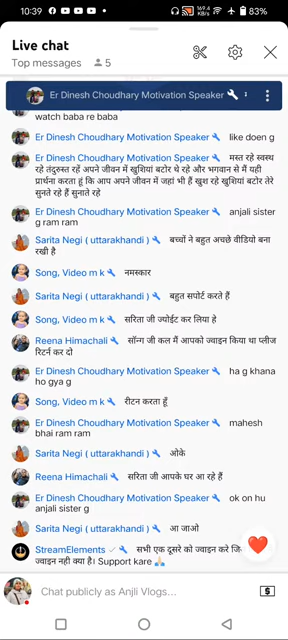 10:39
169.4
KB/s
83%
Live chat
Top messages 5
Er Dinesh Choudhary Motivation Speaker
watch baba re baba
Er Dinesh Choudhary Motivation Speaker like doen g
Er Dinesh Choudhary Motivation Speaker मस्त रहे स्वस्थ
रहे तंदुरुस्त रहें अपने जीवन में खुशियां बटोर थे रहे और भगवान से मैं यही
प्रार्थना करता हूं कि आप अपने जीवन में जहां भी हैं खुश रहे खुशियां बटोर तेरे
सुनते रहे हैं सुनाते रहे
Er Dinesh Choudhary Motivation Speaker anjali sister
g ram ram
Sarita Negi ( uttarakhandi ) बच्चों ने बहुत अच्छे वीडियो बना
रखी है
Song, Video m k नमस्कार
Sarita Negi ( uttarakhandi ) बहुत सपोर्ट करते हैं
Song, Video m k सरिता जी ज्योईट कर लिया हे
Reena Himachali सॉन्ग जी कल मैं आपको ज्वाइन किया था प्लीज
रिटर्न कर दो
Er Dinesh Choudhary Motivation Speaker ha g khana
ho gya g
Song, Video m k रीटन करता हूँ
Er Dinesh Choudhary Motivation Speaker mahesh
bhai ram ram
Sarita Negi ( uttarakhandi ) ओके
Reena Himachali सरिता जी आपके घर आ रहे हैं
Er Dinesh Choudhary Motivation Speaker ok on hu
anjali sister g
Sarita Negi ( uttarakhandi ) आ जाओ
StreamElements सभी एक दूसरे को ज्वाइन करे
ज्वाइन नही क्या है। Support kare
Chat publicly as Anjli Vlogs...